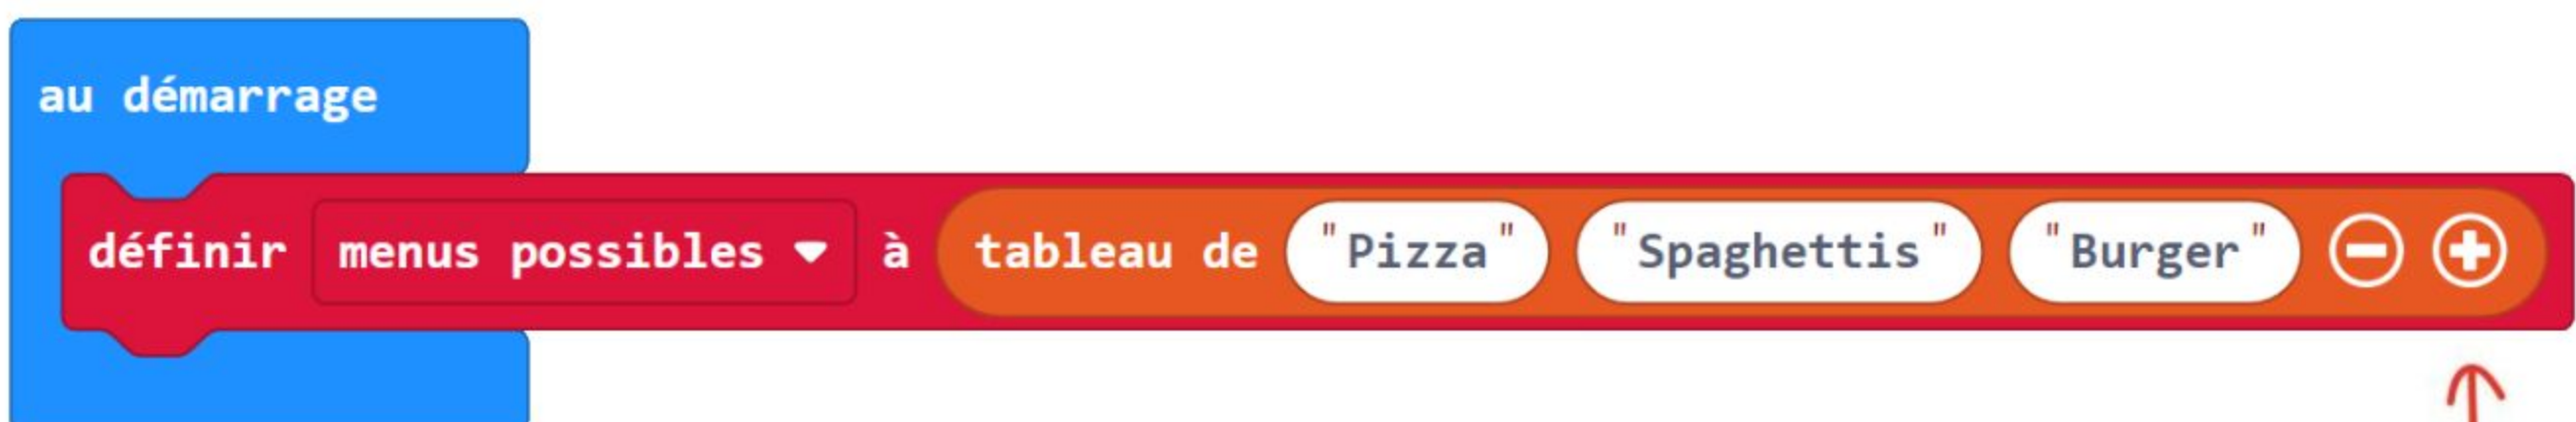 au démarrage
définir menus possibles à tableau de "Pizza" "Spaghettis" "Burger"